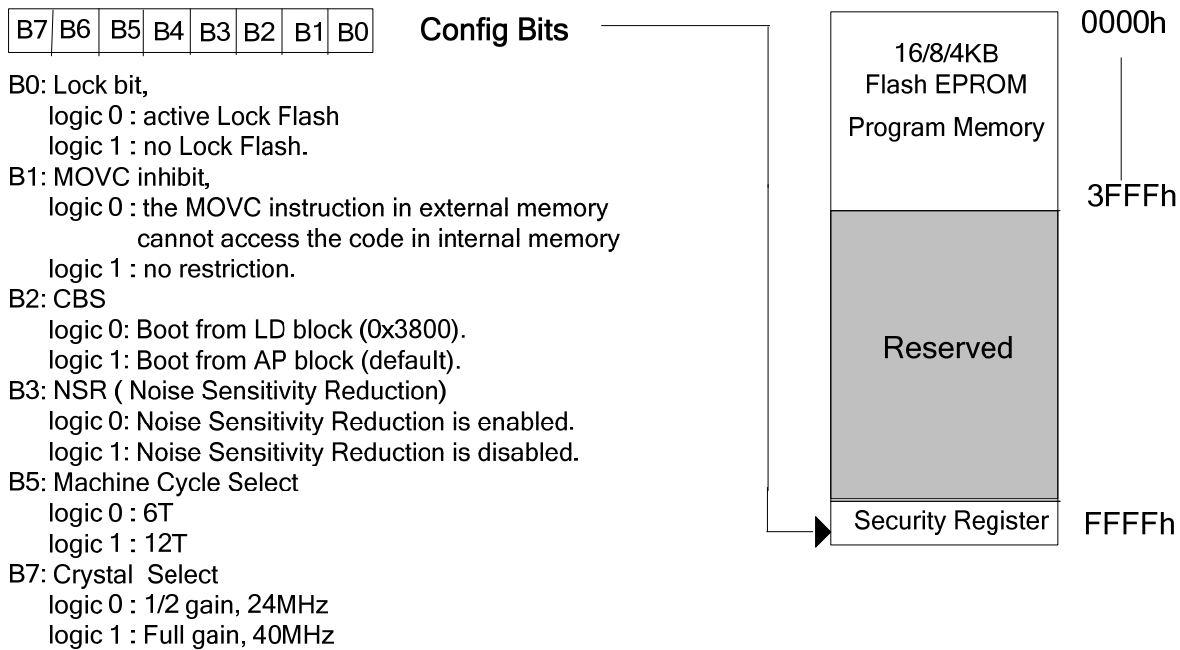 B7 B6 B5 B4 B3 B2 B1 B0
Config Bits
B0: Lock bit,
logic 0 : active Lock Flash
logic 1 : no Lock Flash.
B1: MOVC inhibit,
logic 0 : the MOVC instruction in external memory
cannot access the code in internal memory
logic 1 : no restriction.
B2: CBS
logic 0: Boot from LD block (0x3800).
logic 1: Boot from AP block (default).
B3: NSR ( Noise Sensitivity Reduction)
logic 0: Noise Sensitivity Reduction is enabled.
logic 1: Noise Sensitivity Reduction is disabled.
B5: Machine Cycle Select
logic 0 : 6T
logic 1 : 12T
B7: Crystal Select
logic 0 : 1/2 gain, 24MHz
logic 1 : Full gain, 40MHz
0000h
16/8/4KB
Flash EPROM
Program Memory
3FFFh
Reserved
Security Register
FFFFh